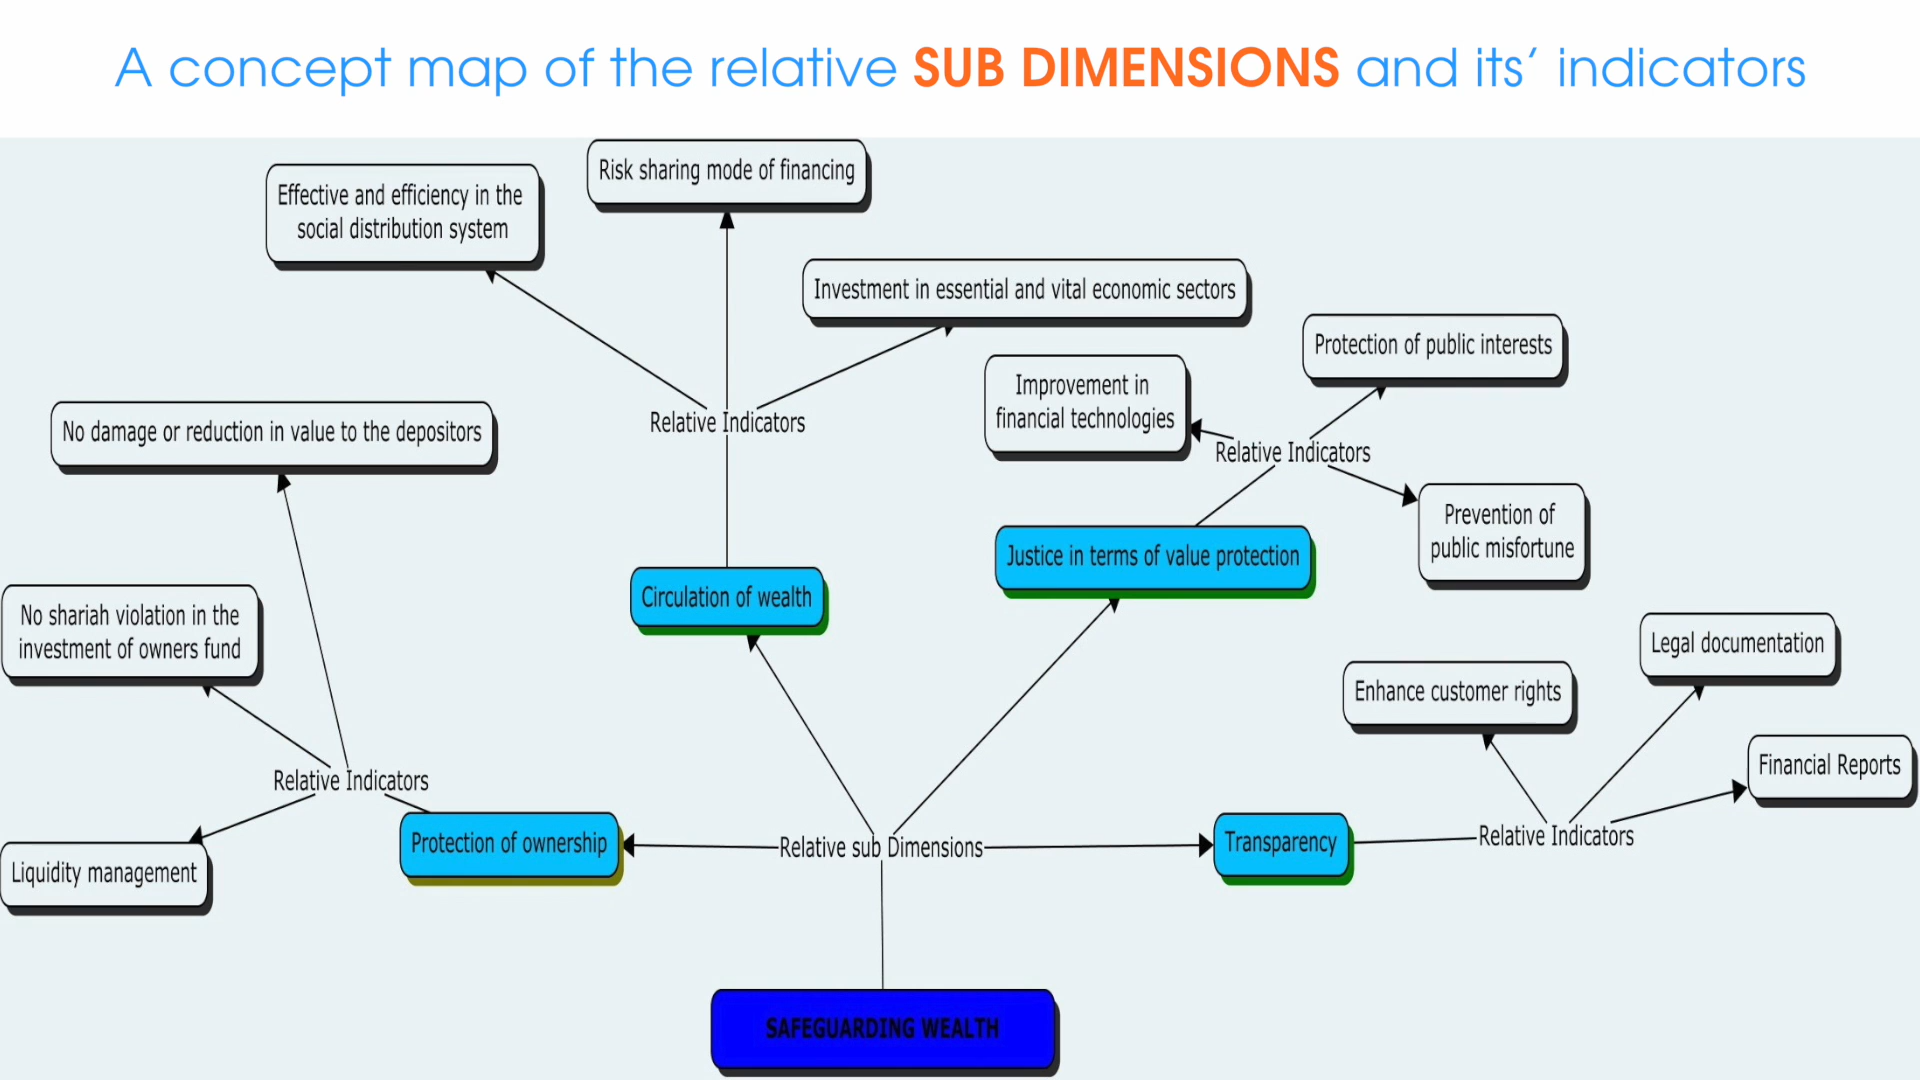 A concept map of the relative SUB DIMENSIONS and its’ indicators
Risk sharing mode of financing
Effective and efficiency in the
social distribution system
Investment in essential and vital economic sectors
Protection of public interests
Improvement in
financial technologies
Relative Indicators
No damage or reduction in value to the depositors
Relative Indicators
Prevention of
public misfortune
Justice in terms of value protection
Circulation of wealth
No shariah violation in the
investment of owners fund
Legal documentation
Enhance customer rights
Financial Reports
Relative Indicators
Relative Indicators
Protection of ownership
Relative sub Dimensions
Transparency
Liquidity management
SAFEGUARDING WEALTH